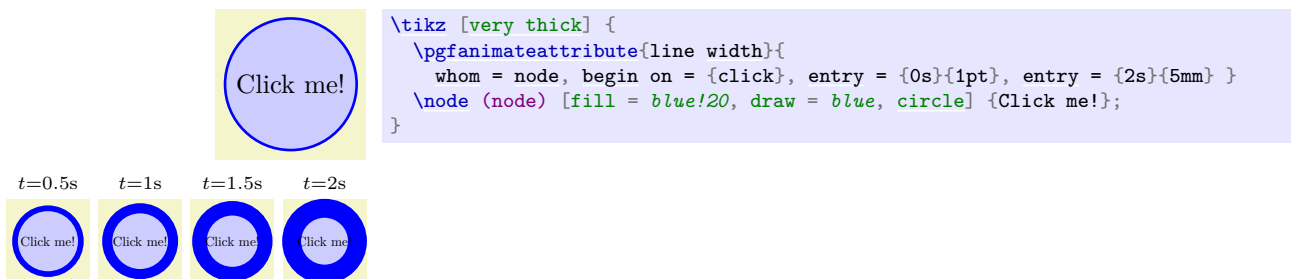 Click me!
\tikz [very thick] {
\pgfanimateattribute{line width}{
whom = node, begin on = {click}, entry = {0s}{1pt}, entry = {2s}{5mm} }
\node (node) [fill = blue!20, draw = blue, circle] {Click me!};
}
t=0.5s t=1s t=1.5s t=2s
Click me! Click me! Click me! Click me!